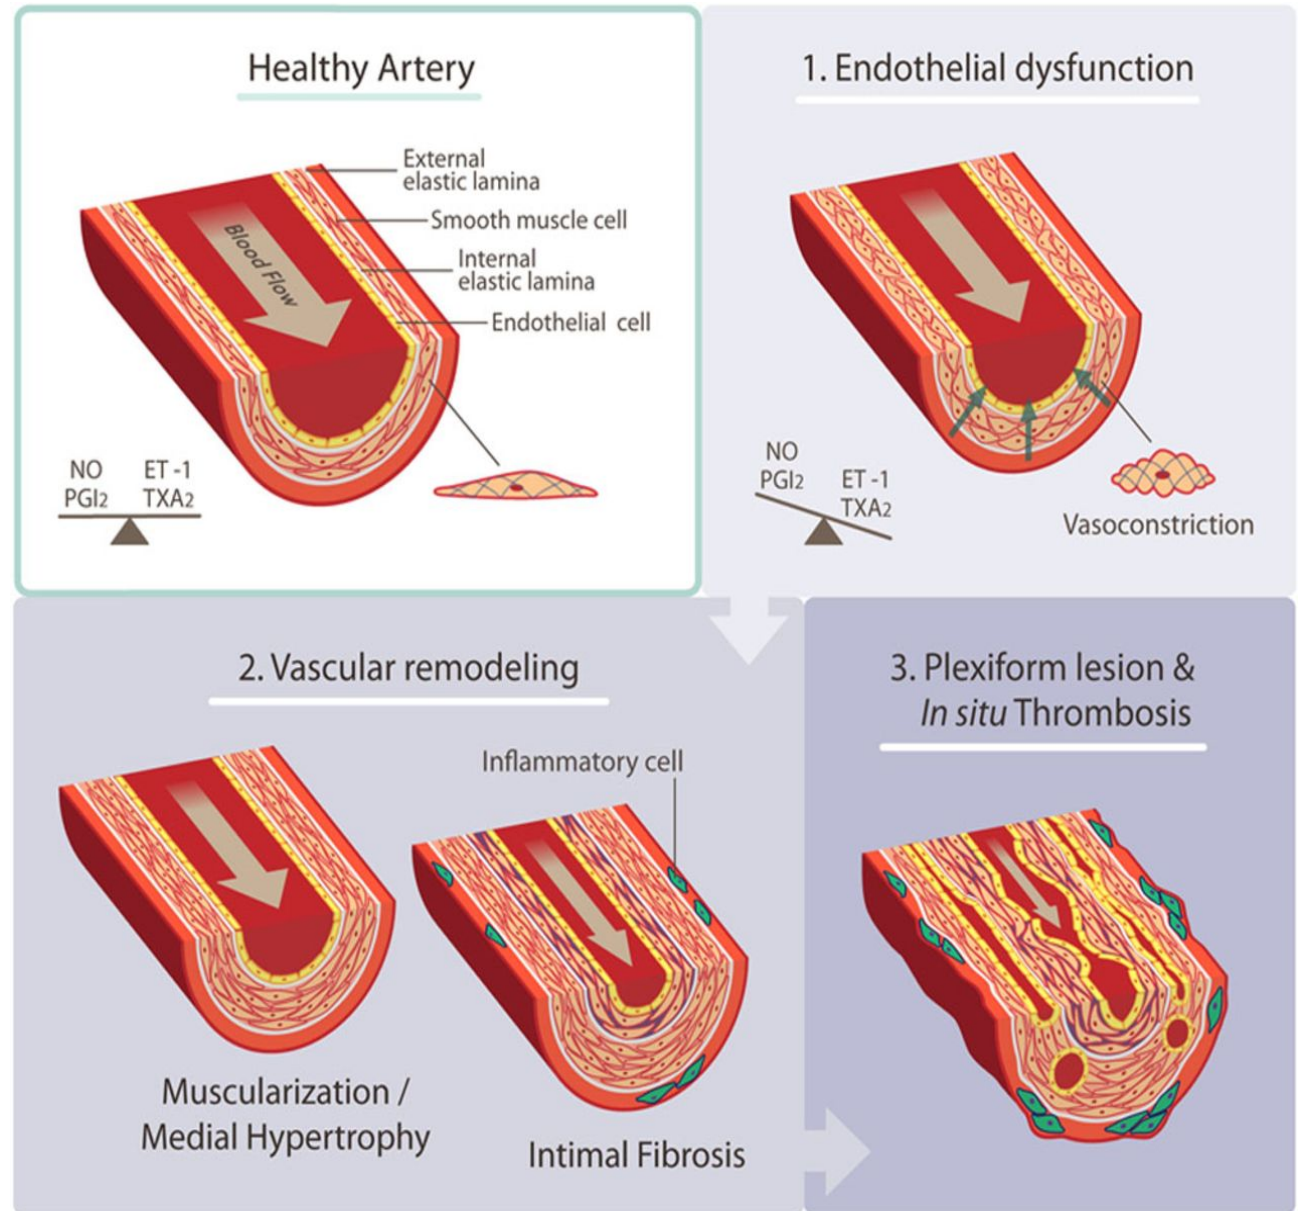 Healthy Artery
External
elastic lamina
Smooth muscle cell
Internal
elastic lamina
Endothelial cell
Blood Flow
NO ET -1
PGI2 TXA2
1. Endothelial dysfunction
NO
PGI2 ET -1
TXA2
Vasoconstriction
2. Vascular remodeling
Inflammatory cell
Muscularization /
Medial Hypertrophy
Intimal Fibrosis
3. Plexiform lesion &
In situ Thrombosis